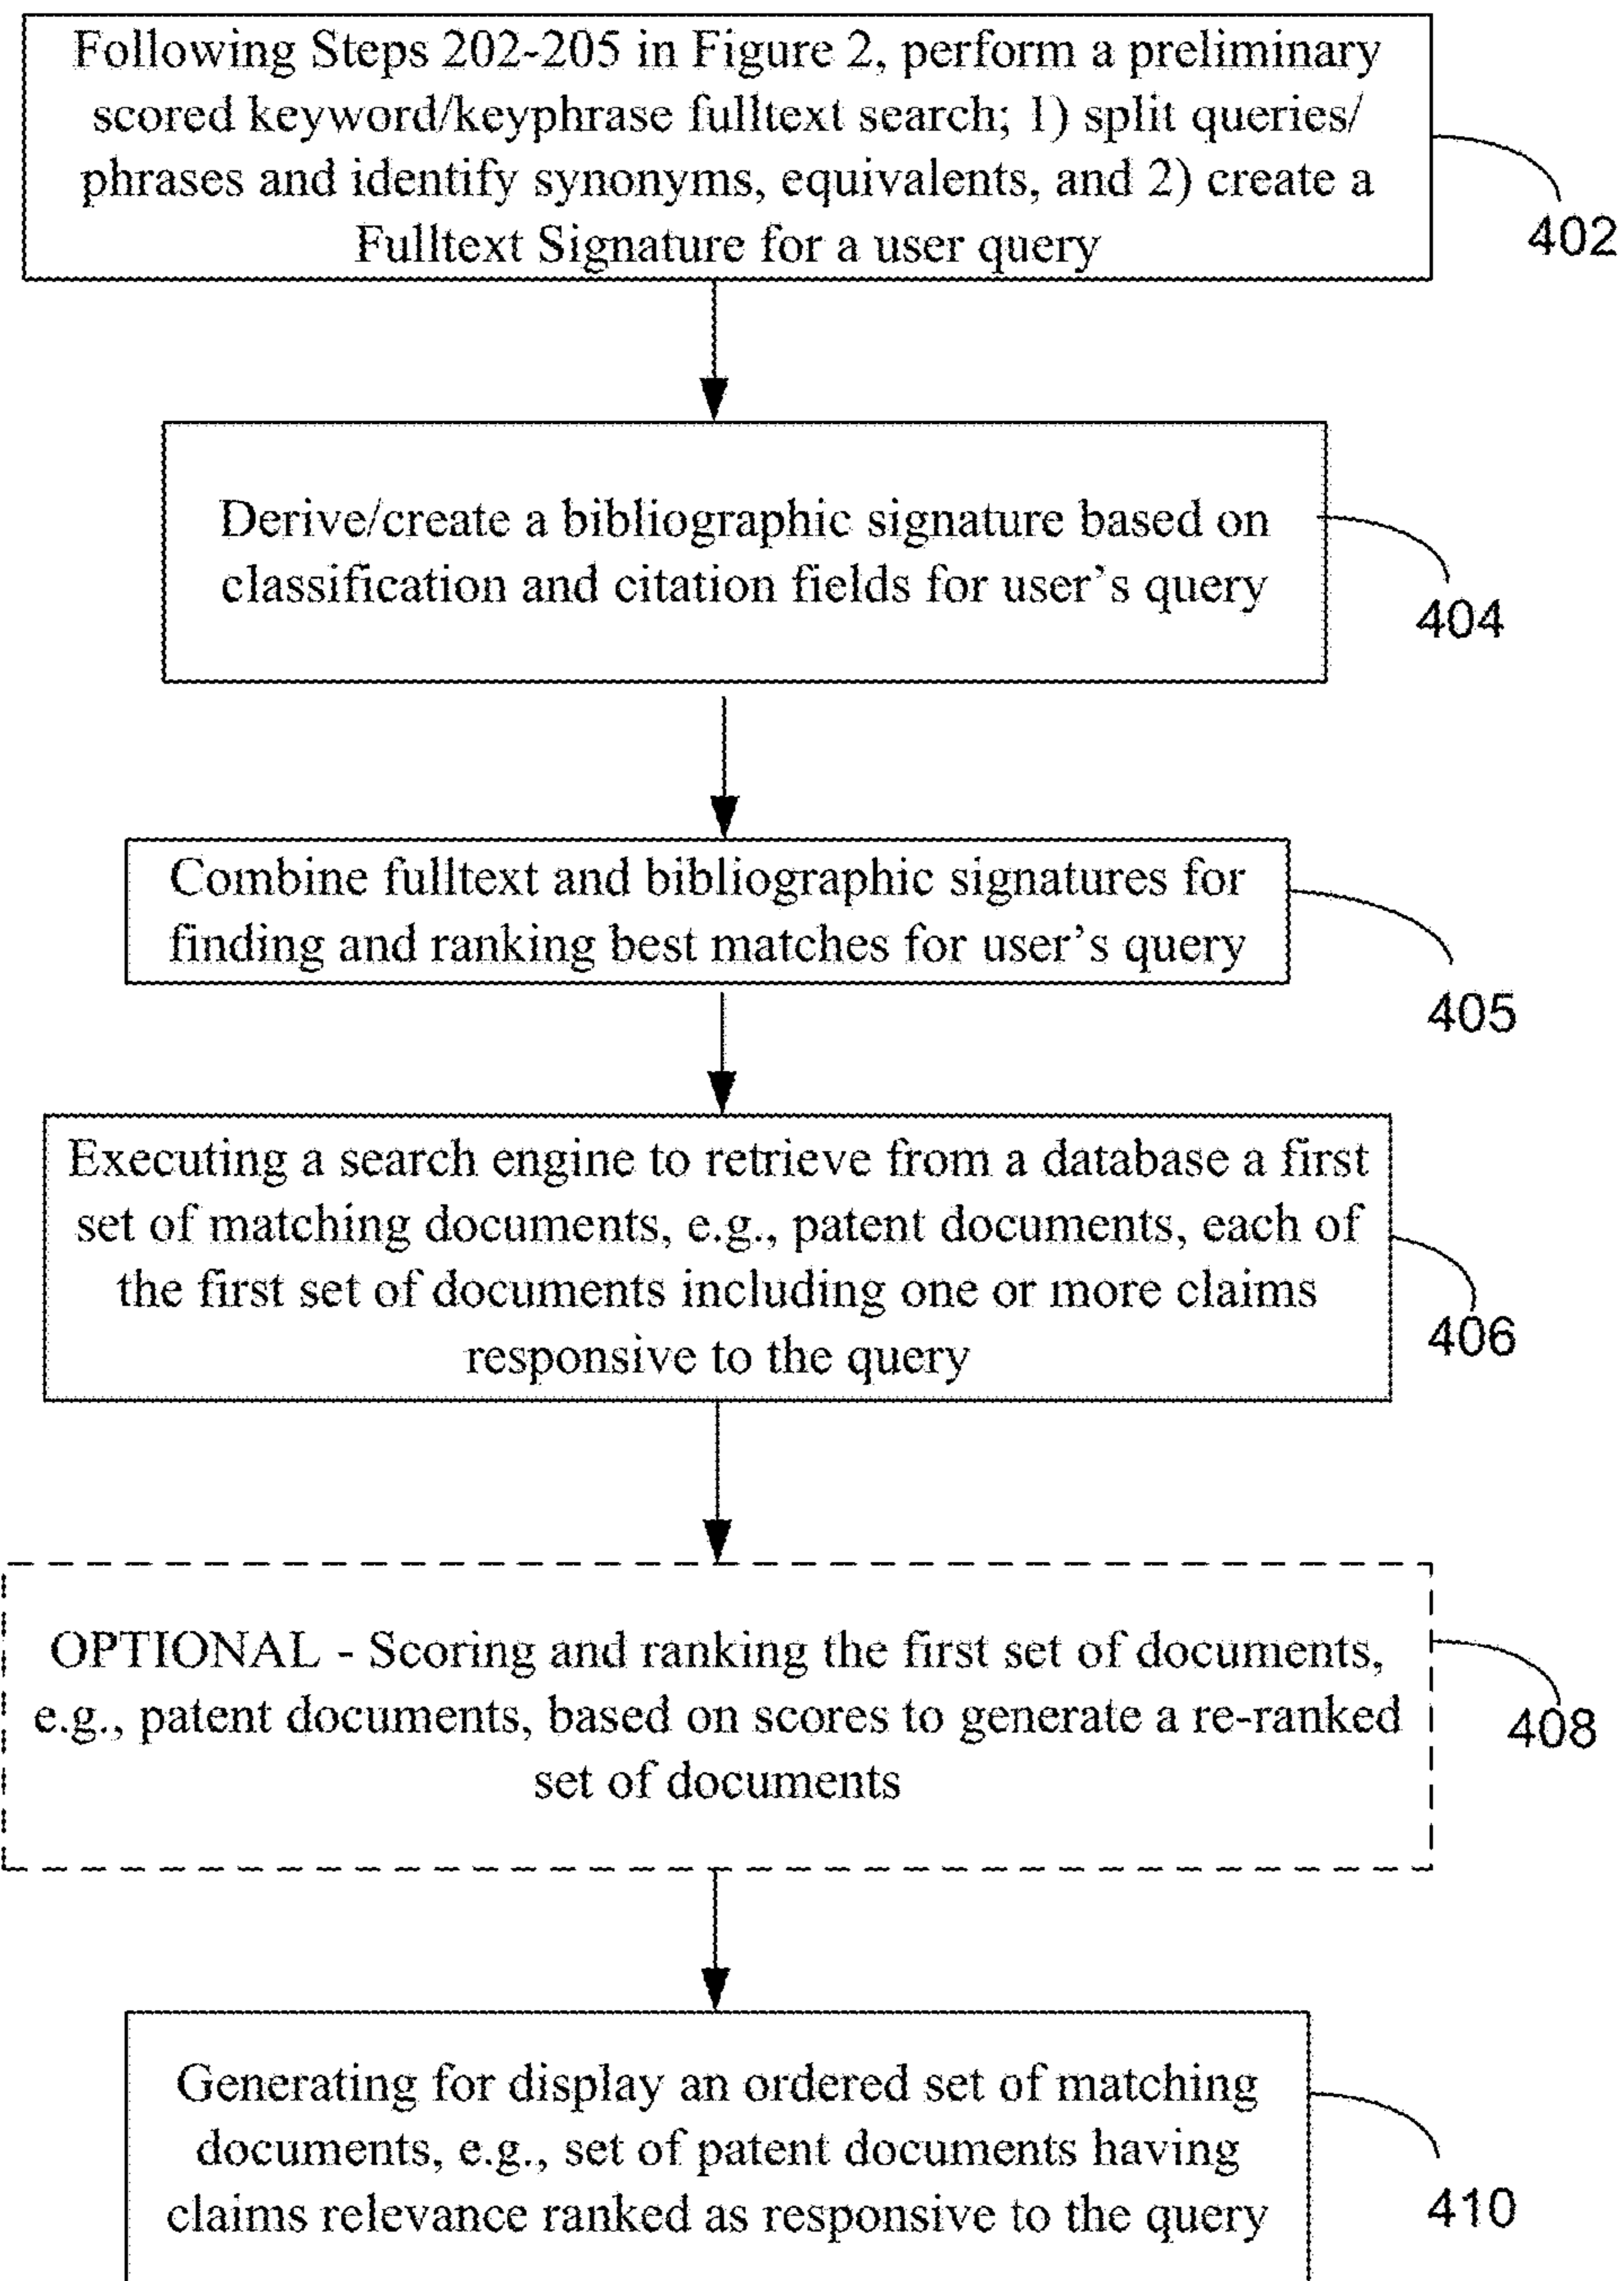 Following Steps 202-205 in Figure 2, perform a preliminary
scored keyword/keyphrase fulltext search; 1) split queries/
phrases and identify synonyms, equivalents, and 2) create a
Fulltext Signature for a user query
402
Derive/create a bibliographic signature based on
classification and citation fields for user's query
404
Combine fulltext and bibliographic signatures for
finding and ranking best matches for user's query
405
Executing a search engine to retrieve from a database a first
set of matching documents, e.g., patent documents, each of
the first set of documents including one or more claims
responsive to the query
406
OPTIONAL - Scoring and ranking the first set of documents,
e.g., patent documents, based on scores to generate a re-ranked
set of documents
408
Generating for display an ordered set of matching
documents, e.g., set of patent documents having
claims relevance ranked as responsive to the query
410